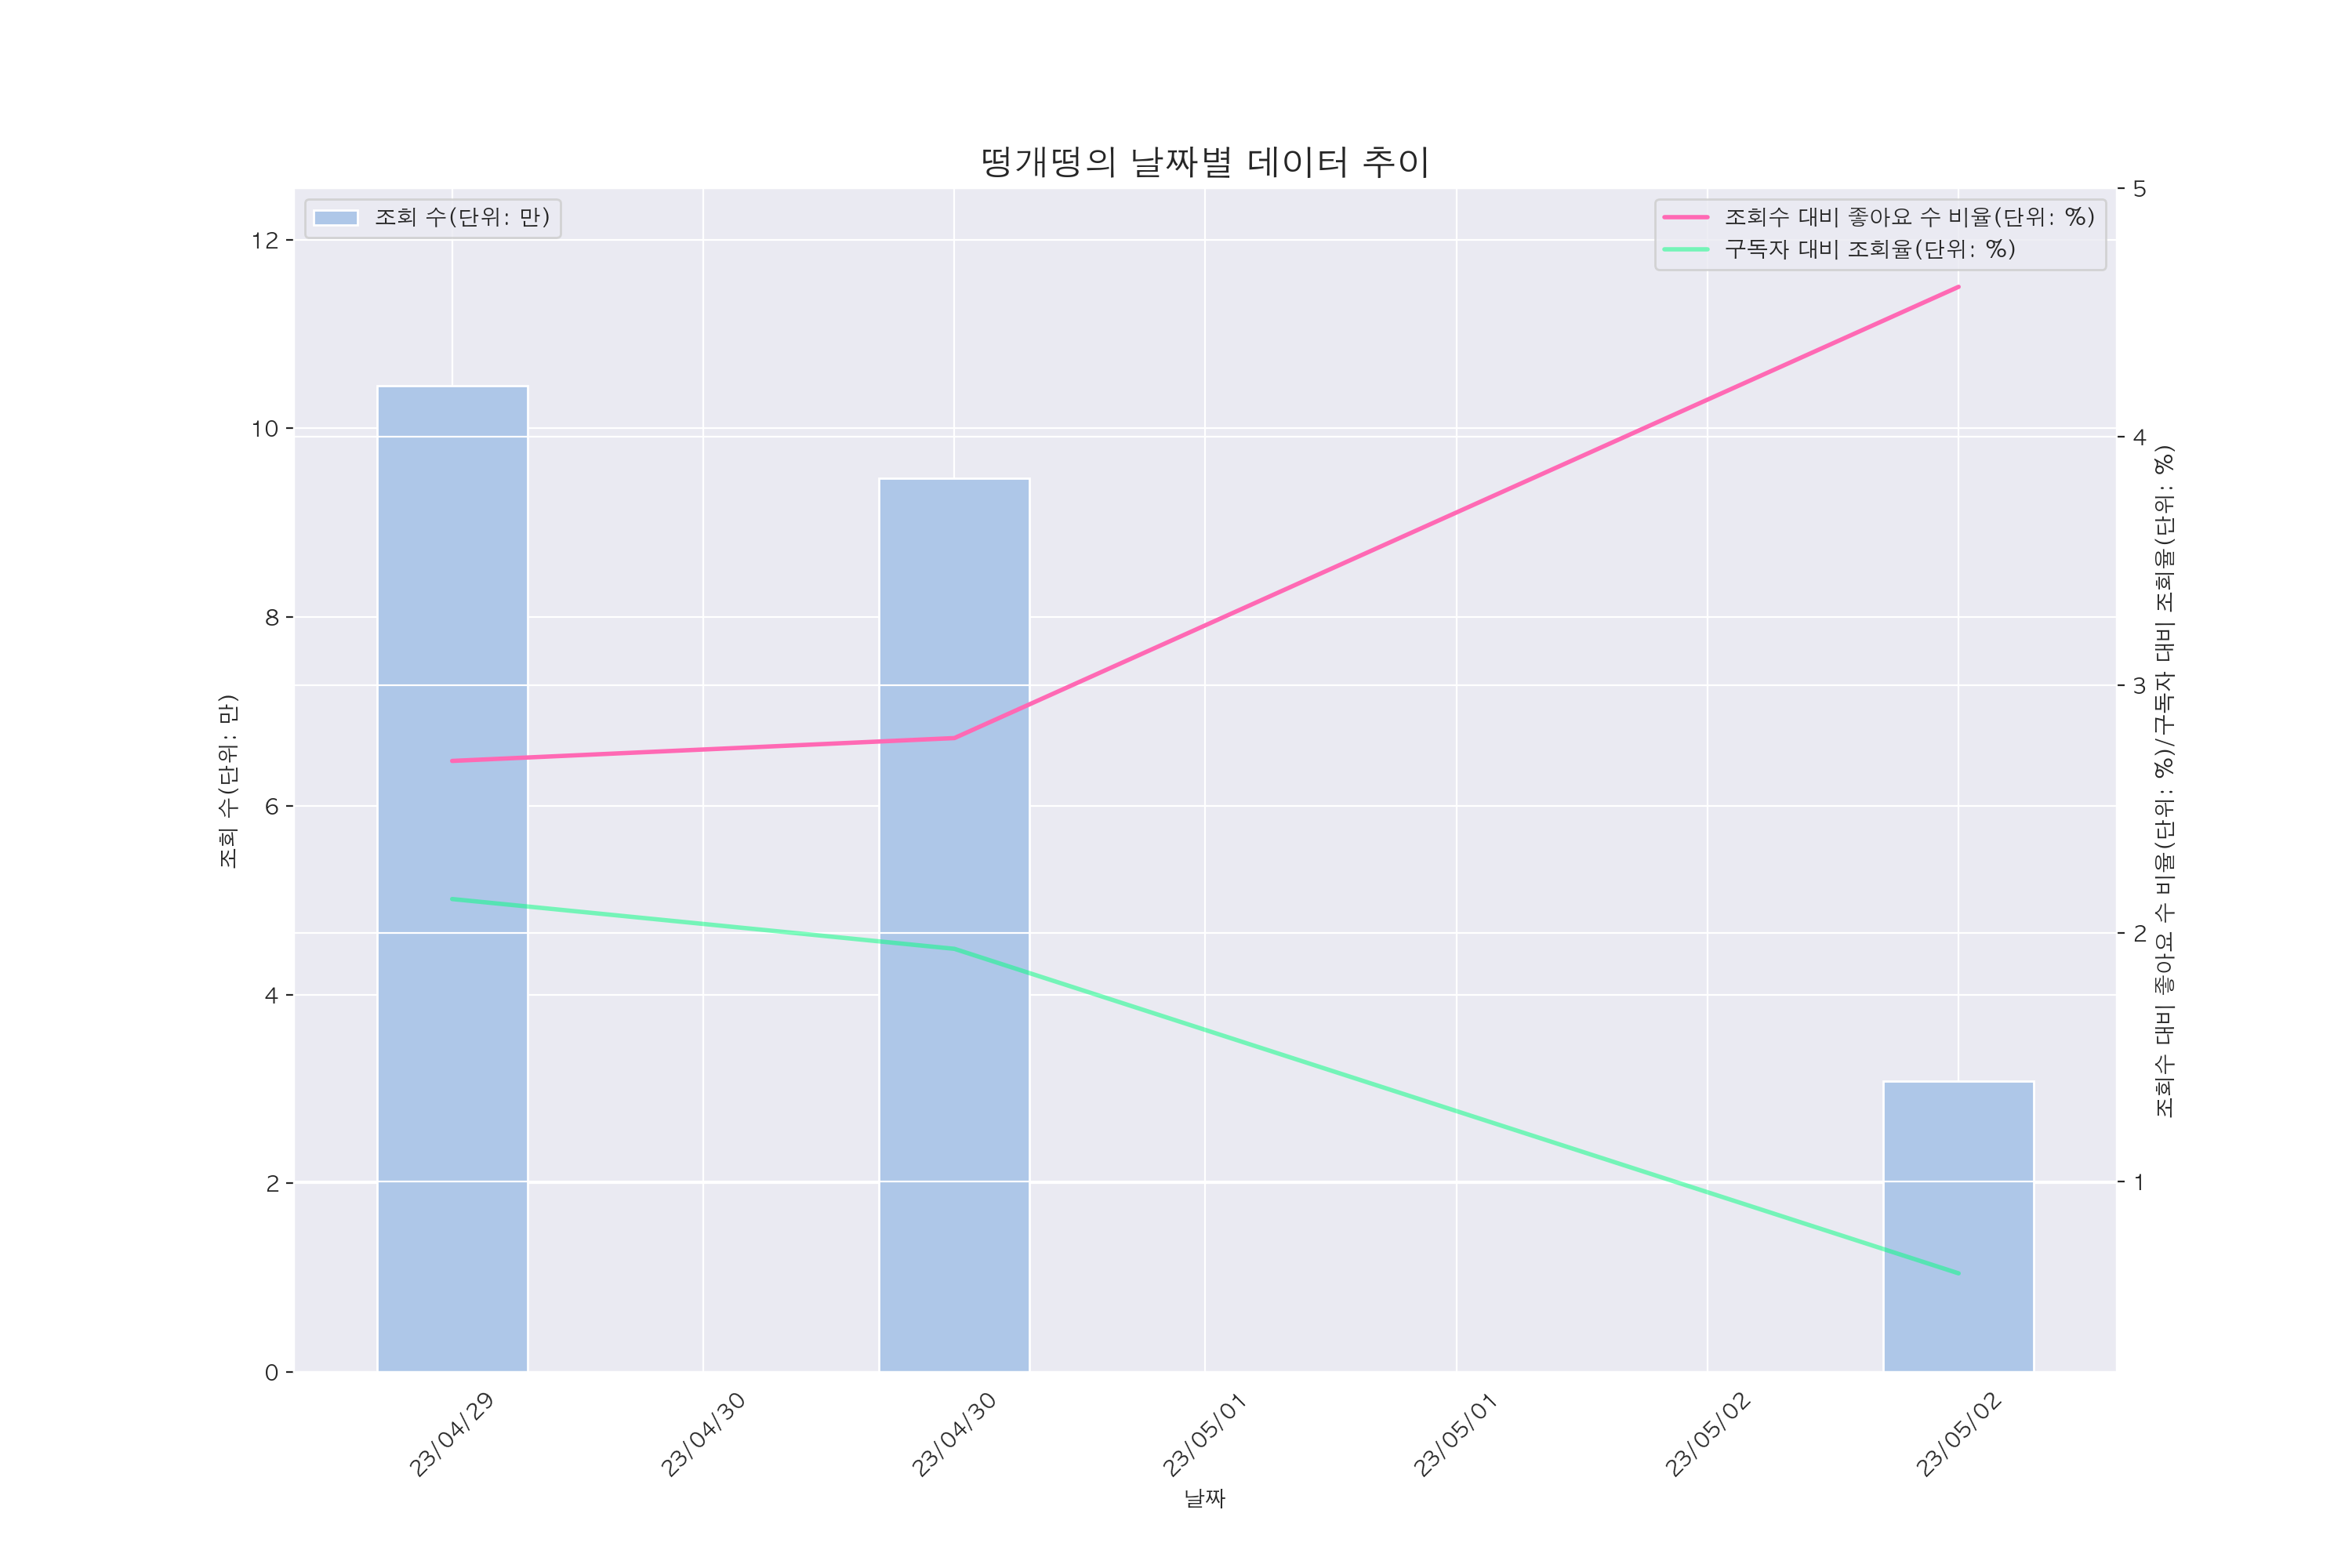 떵개떵의 날짜별 데이터 추이
조회 수(단위: 만)
조회수 대비 좋아요 수 비율(단위: %)
구독자 대비 조회율(단위: %)
12
10
8
6
4
2
0
조회 수(단위: 만)
5
4
3
2
1
조회수 대비 좋아요 수 비율(단위: %)/구독자 대비 조회율(단위: %)
23/04/29
23/04/30
23/04/30
23/05/01
23/05/01
23/05/02
23/05/02
날짜